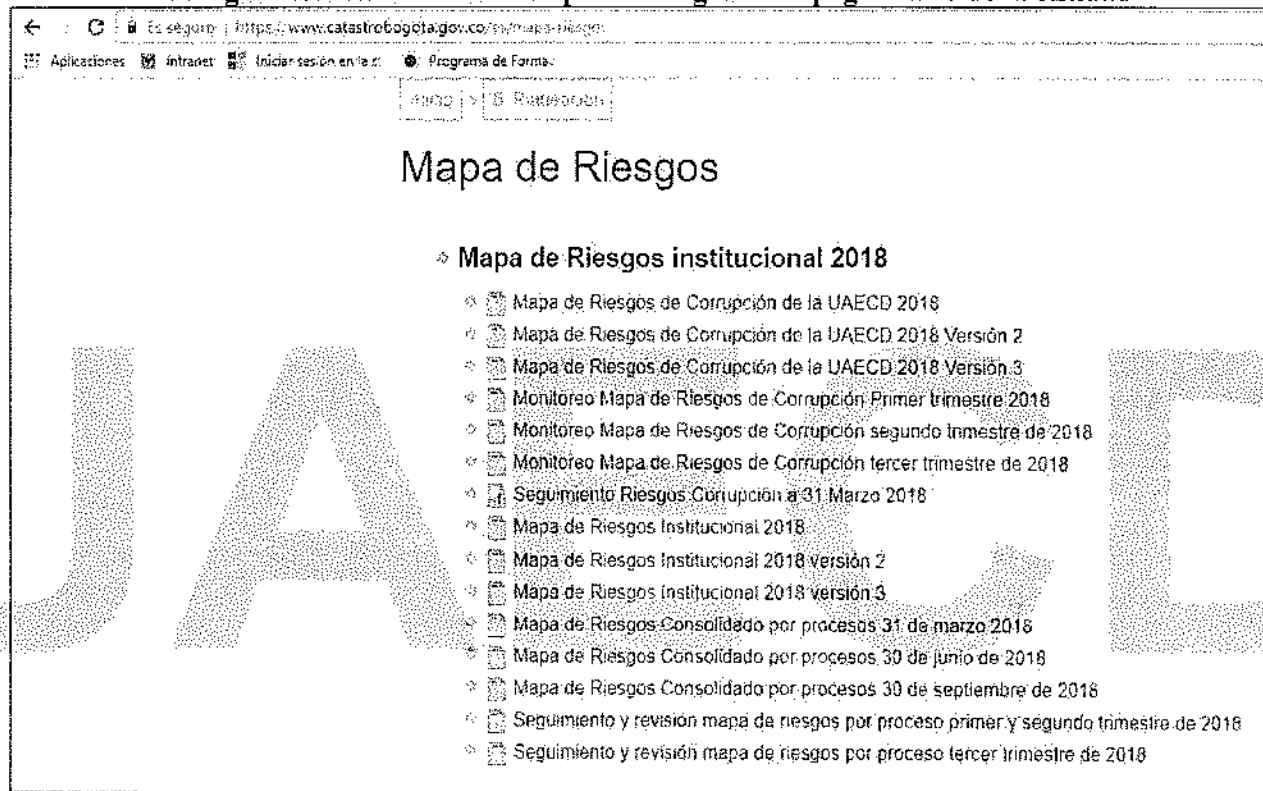 Es seguro | https://www.catastrobogota.gov.co/es/mapa-riesgos
Aplicaciones Intranet Iniciar sesión en la c Programa de Forma
Mapa de Riesgos
Mapa de Riesgos institucional 2018
Mapa de Riesgos de Corrupción de la UAECD 2018
Mapa de Riesgos de Corrupción de la UAECD 2018 Versión 2
Mapa de Riesgos de Corrupción de la UAECD 2018 Versión 3
Monitoreo Mapa de Riesgos de Corrupción Primer trimestre 2018
Monitoreo Mapa de Riesgos de Corrupción segundo trimestre de 2018
Monitoreo Mapa de Riesgos de Corrupción tercer trimestre de 2018
Seguimiento Riesgos Corrupción a 31 Marzo 2018
Mapa de Riesgos Institucional 2018
Mapa de Riesgos Institucional 2018 versión 2
Mapa de Riesgos Institucional 2018 versión 3
Mapa de Riesgos Consolidado por procesos 31 de marzo 2018
Mapa de Riesgos Consolidado por procesos 30 de junio de 2018
Mapa de Riesgos Consolidado por procesos 30 de septiembre de 2018
Seguimiento y revisión mapa de riesgos por proceso primer y segundo trimestre de 2018
Seguimiento y revisión mapa de riesgos por proceso tercer trimestre de 2018
UAECD